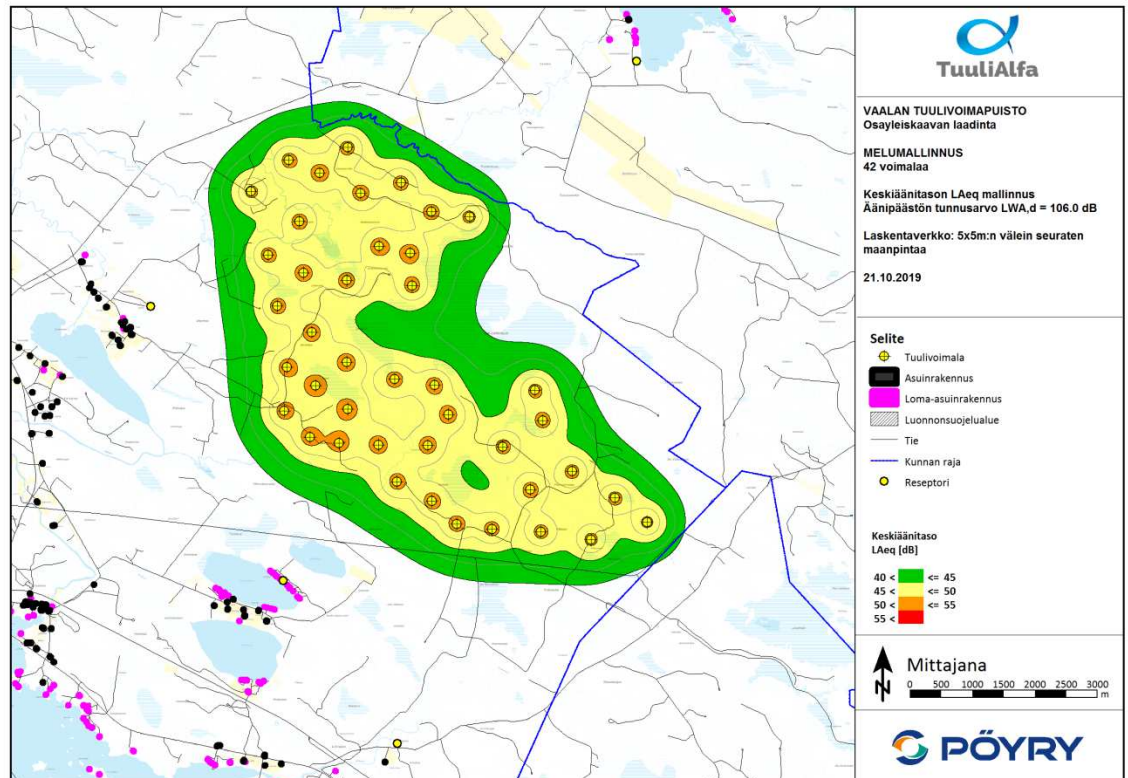 TuuliAlfa
VAALAN TUULIVOIMAPUISTO
Osayleiskaavan laadinta
MELUMALLINNUS
42 voimalaa
Keskiäänitason LAeq mallinnus
Äänipäästön tunnusarvo LWA,d = 106.0 dB
Laskentaverkko: 5x5m:n välein seuraten
maanpintaa
21.10.2019
Selite
Tuulivoimala
Asuinrakennus
Loma-asuinrakennus
Luonnonsuojelualue
Tie
Kunnan raja
Reseptori
Keskiäänitaso
LAeq [dB]
40 < <= 45
45 < <= 50
50 < <= 55
55 <
N
Mittajana
0 500 1000 1500 2000 2500 3000
m
PÖYRY